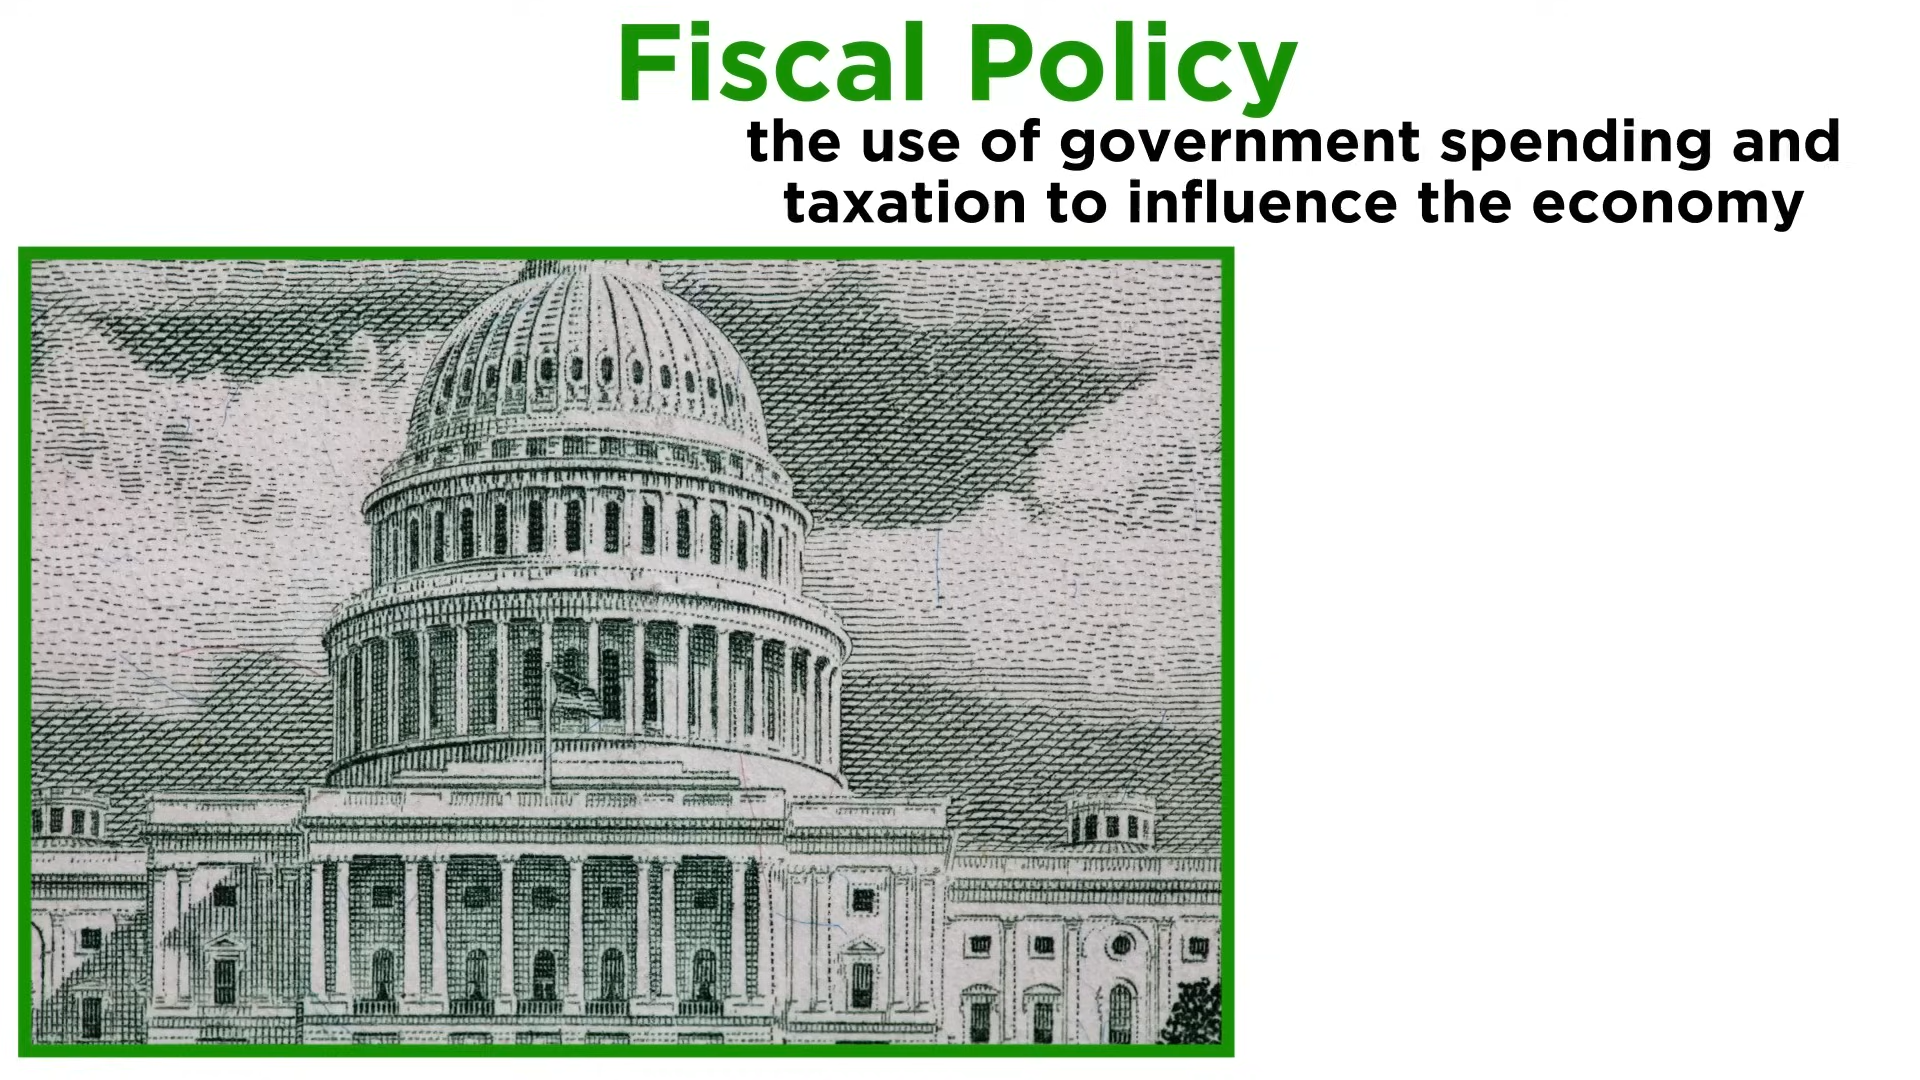 Fiscal Policy
the use of government spending and
taxation to influence the economy